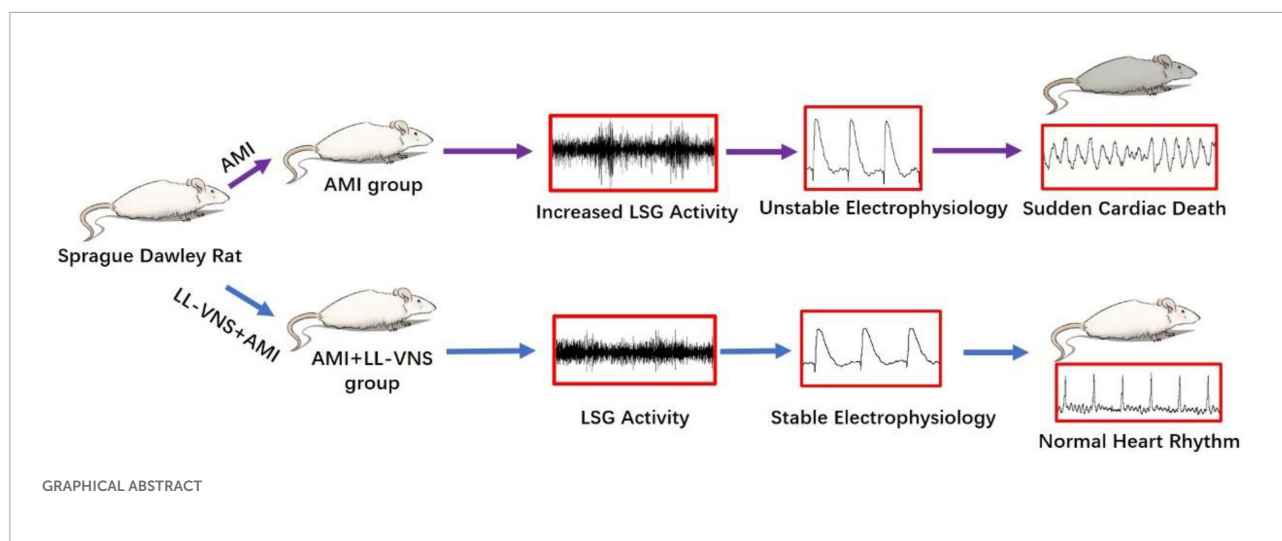 AMI
AMI group
Increased LSG Activity
Unstable Electrophysiology
Sudden Cardiac Death
Sprague Dawley Rat
LL-VNS+AMI
AMI+LL-VNS
group
LSG Activity
Stable Electrophysiology
Normal Heart Rhythm
GRAPHICAL ABSTRACT